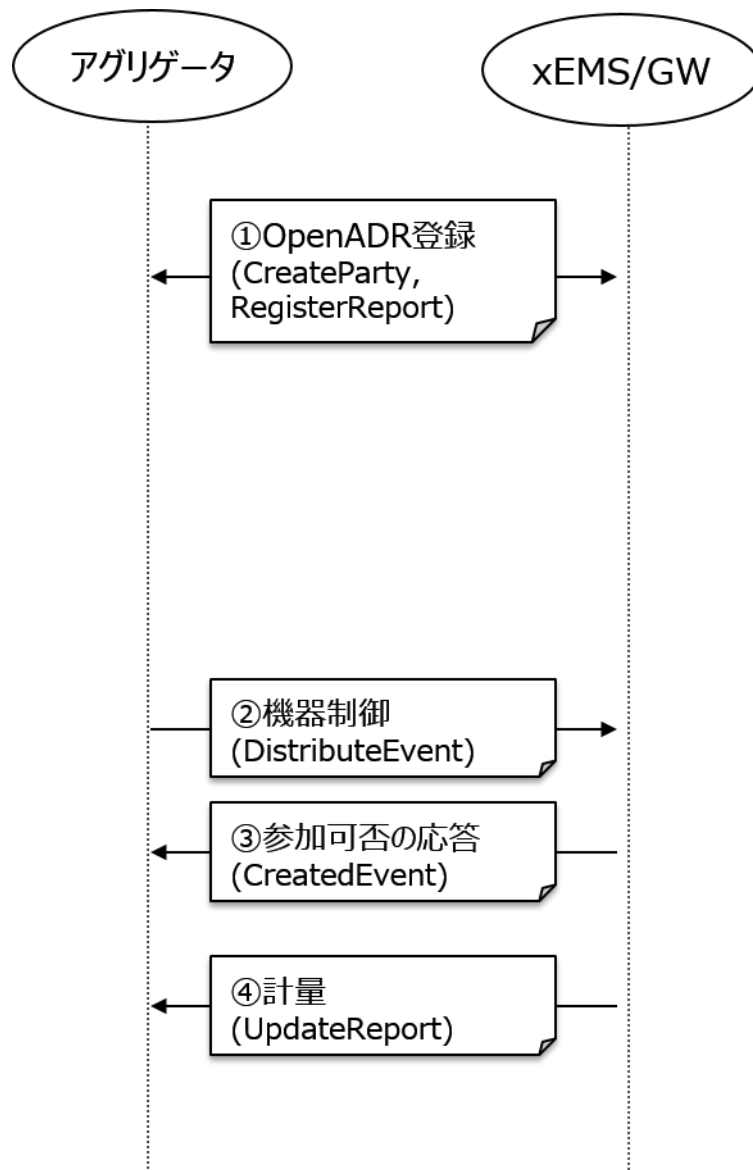 アグリゲータ
xEMS/GW
①OpenADR登録
(CreateParty,
RegisterReport)
②機器制御
(DistributeEvent)
③参加可否の応答
(CreatedEvent)
④計量
(UpdateReport)